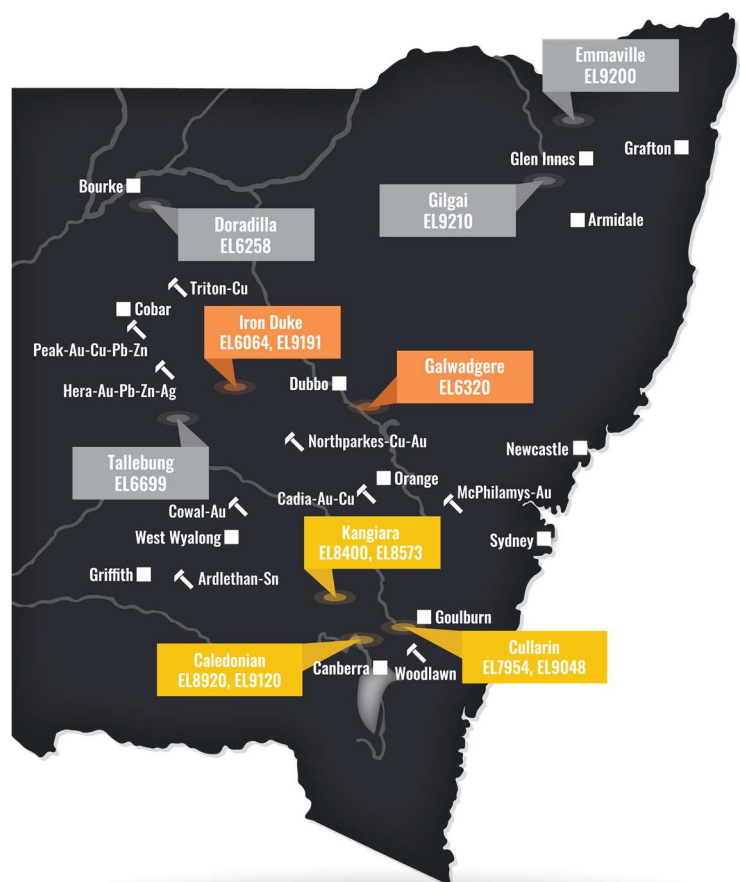 Emmaville
EL9200
Grafton
Glen Innes
Bourke
Gilgai
EL9210
Armidale
Doradilla
EL6258
Triton-Cu
Cobar
Iron Duke
EL6064, EL9191
Peak-Au-Cu-Pb-Zn
Galwadgere
EL6320
Dubbo
Hera-Au-Pb-Zn-Ag
Northparkes-Cu-Au
Newcastle
Tallebung
EL6699
Orange
Cadia-Au-Cu
McPhilamys-Au
Cowal-Au
Kangiara
EL8400, EL8573
West Wyalong
Sydney
Griffith
Ardlethan-Sn
Goulburn
Cullarin
EL7954, EL9048
Caledonian
EL8920, EL9120
Canberra
Woodlawn